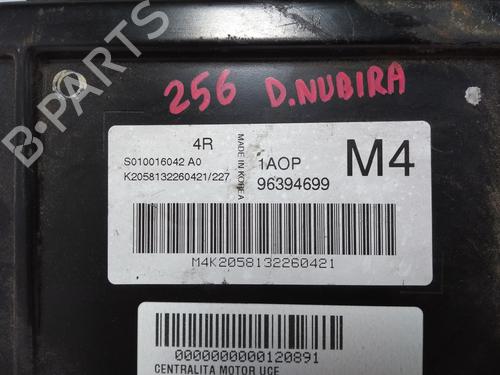 256 D.NUBIRA
4R
S010016042 A0
K2058132260421/227
MADE IN KOREA
1AOP
96394699
M4
M4K2058132260421
0000000000120891
CENTRALITA MOTOR UCE
B-PARTS